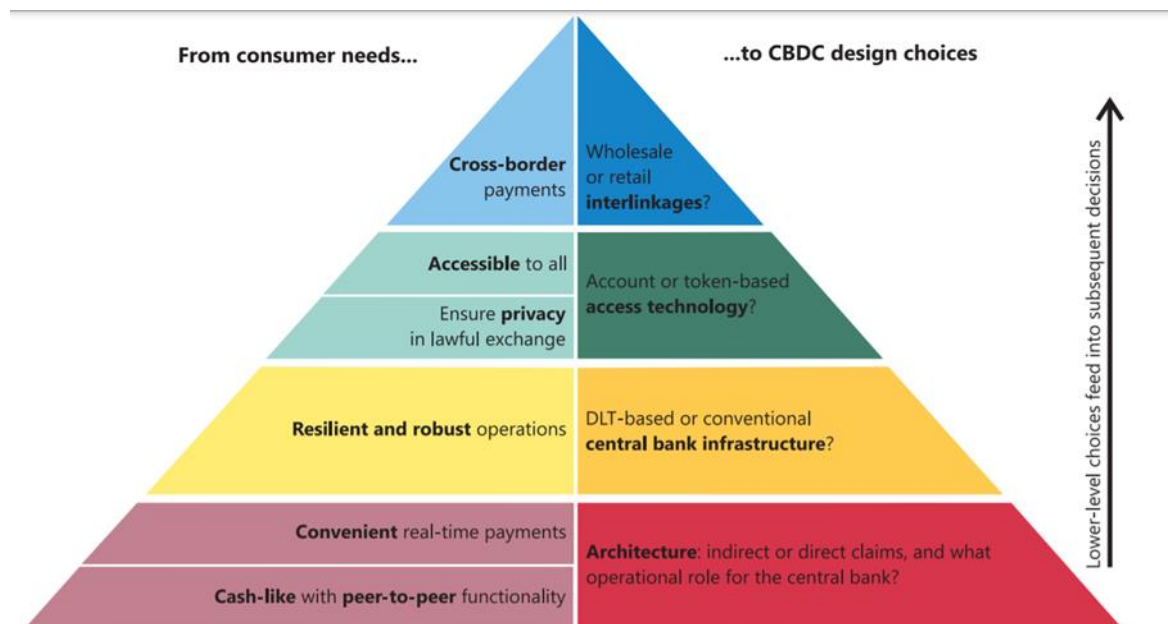 From consumer needs...
...to CBDC design choices
Cross-border
payments
Wholesale
or retail
interlinkages?
Accessible to all
Ensure privacy
in lawful exchange
Account or token-based
access technology?
Resilient and robust operations
DLT-based or conventional
central bank infrastructure?
Convenient real-time payments
Cash-like with peer-to-peer functionality
Architecture: indirect or direct claims, and what
operational role for the central bank?
Lower-level choices feed into subsequent decisions